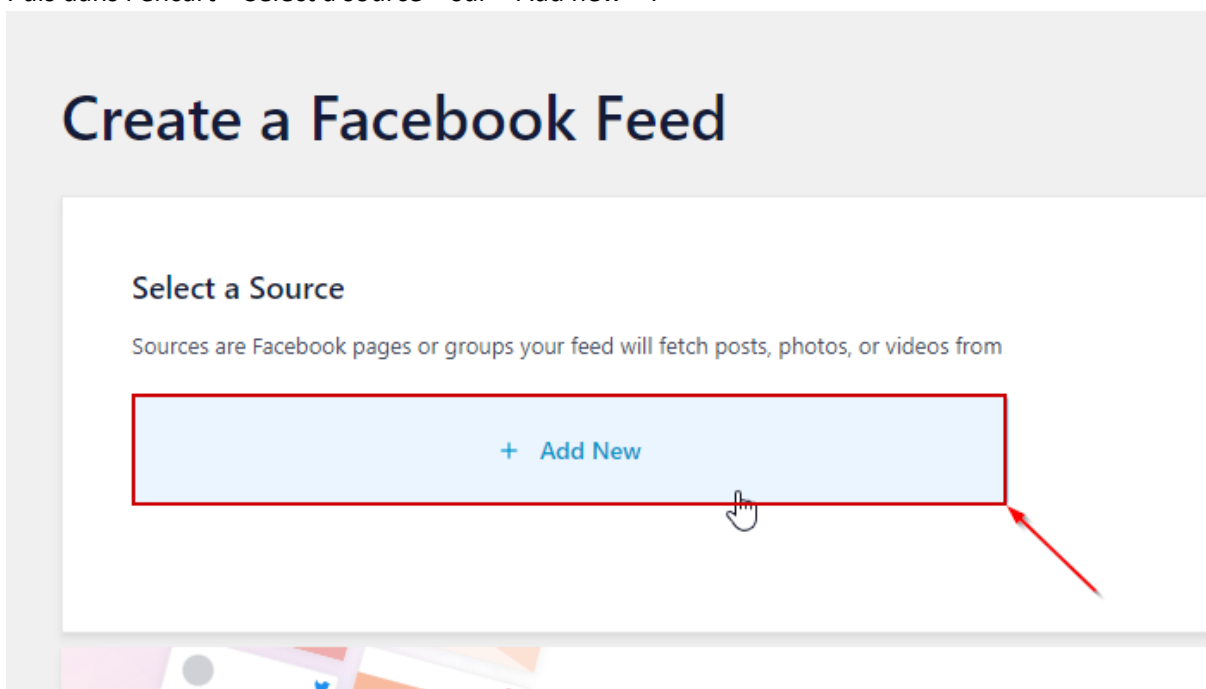 Create a Facebook Feed
Select a Source
Sources are Facebook pages or groups your feed will fetch posts, photos, or videos from
+ Add New